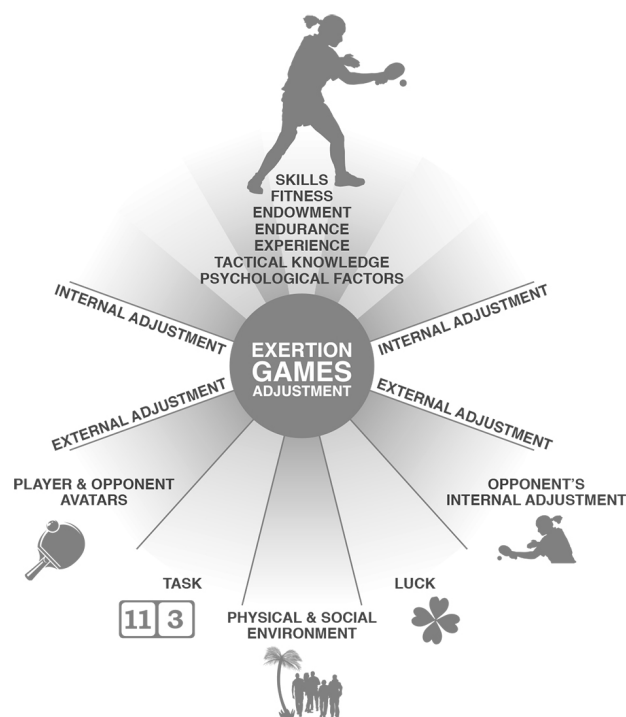 SKILLS
FITNESS
ENDOWMENT
ENDURANCE
EXPERIENCE
TACTICAL KNOWLEDGE
PSYCHOLOGICAL FACTORS
INTERNAL ADJUSTMENT
INTERNAL ADJUSTMENT
EXERTION
GAMES
ADJUSTMENT
EXTERNAL ADJUSTMENT
EXTERNAL ADJUSTMENT
PLAYER & OPPONENT
AVATARS
OPPONENT'S
INTERNAL ADJUSTMENT
TASK
11 3
LUCK
PHYSICAL & SOCIAL
ENVIRONMENT